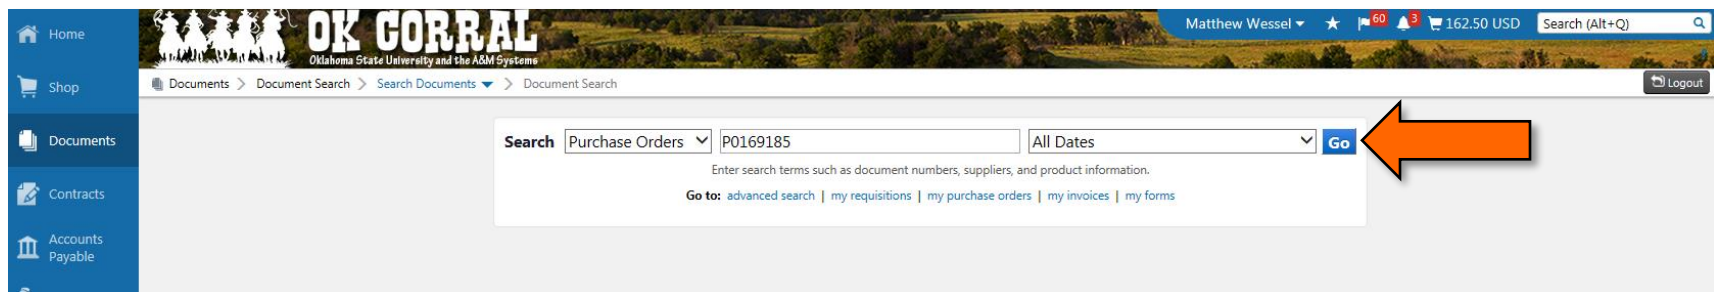 Home
OK CORRAL
Oklahoma State University and the A&M Systems
Matthew Wessel 60 3 162.50 USD Search (Alt+Q)
Shop
Documents > Document Search > Search Documents > Document Search
Logout
Documents
Search Purchase Orders P0169185 All Dates Go
Enter search terms such as document numbers, suppliers, and product information.
Go to: advanced search | my requisitions | my purchase orders | my invoices | my forms
Contracts
Accounts
Payable